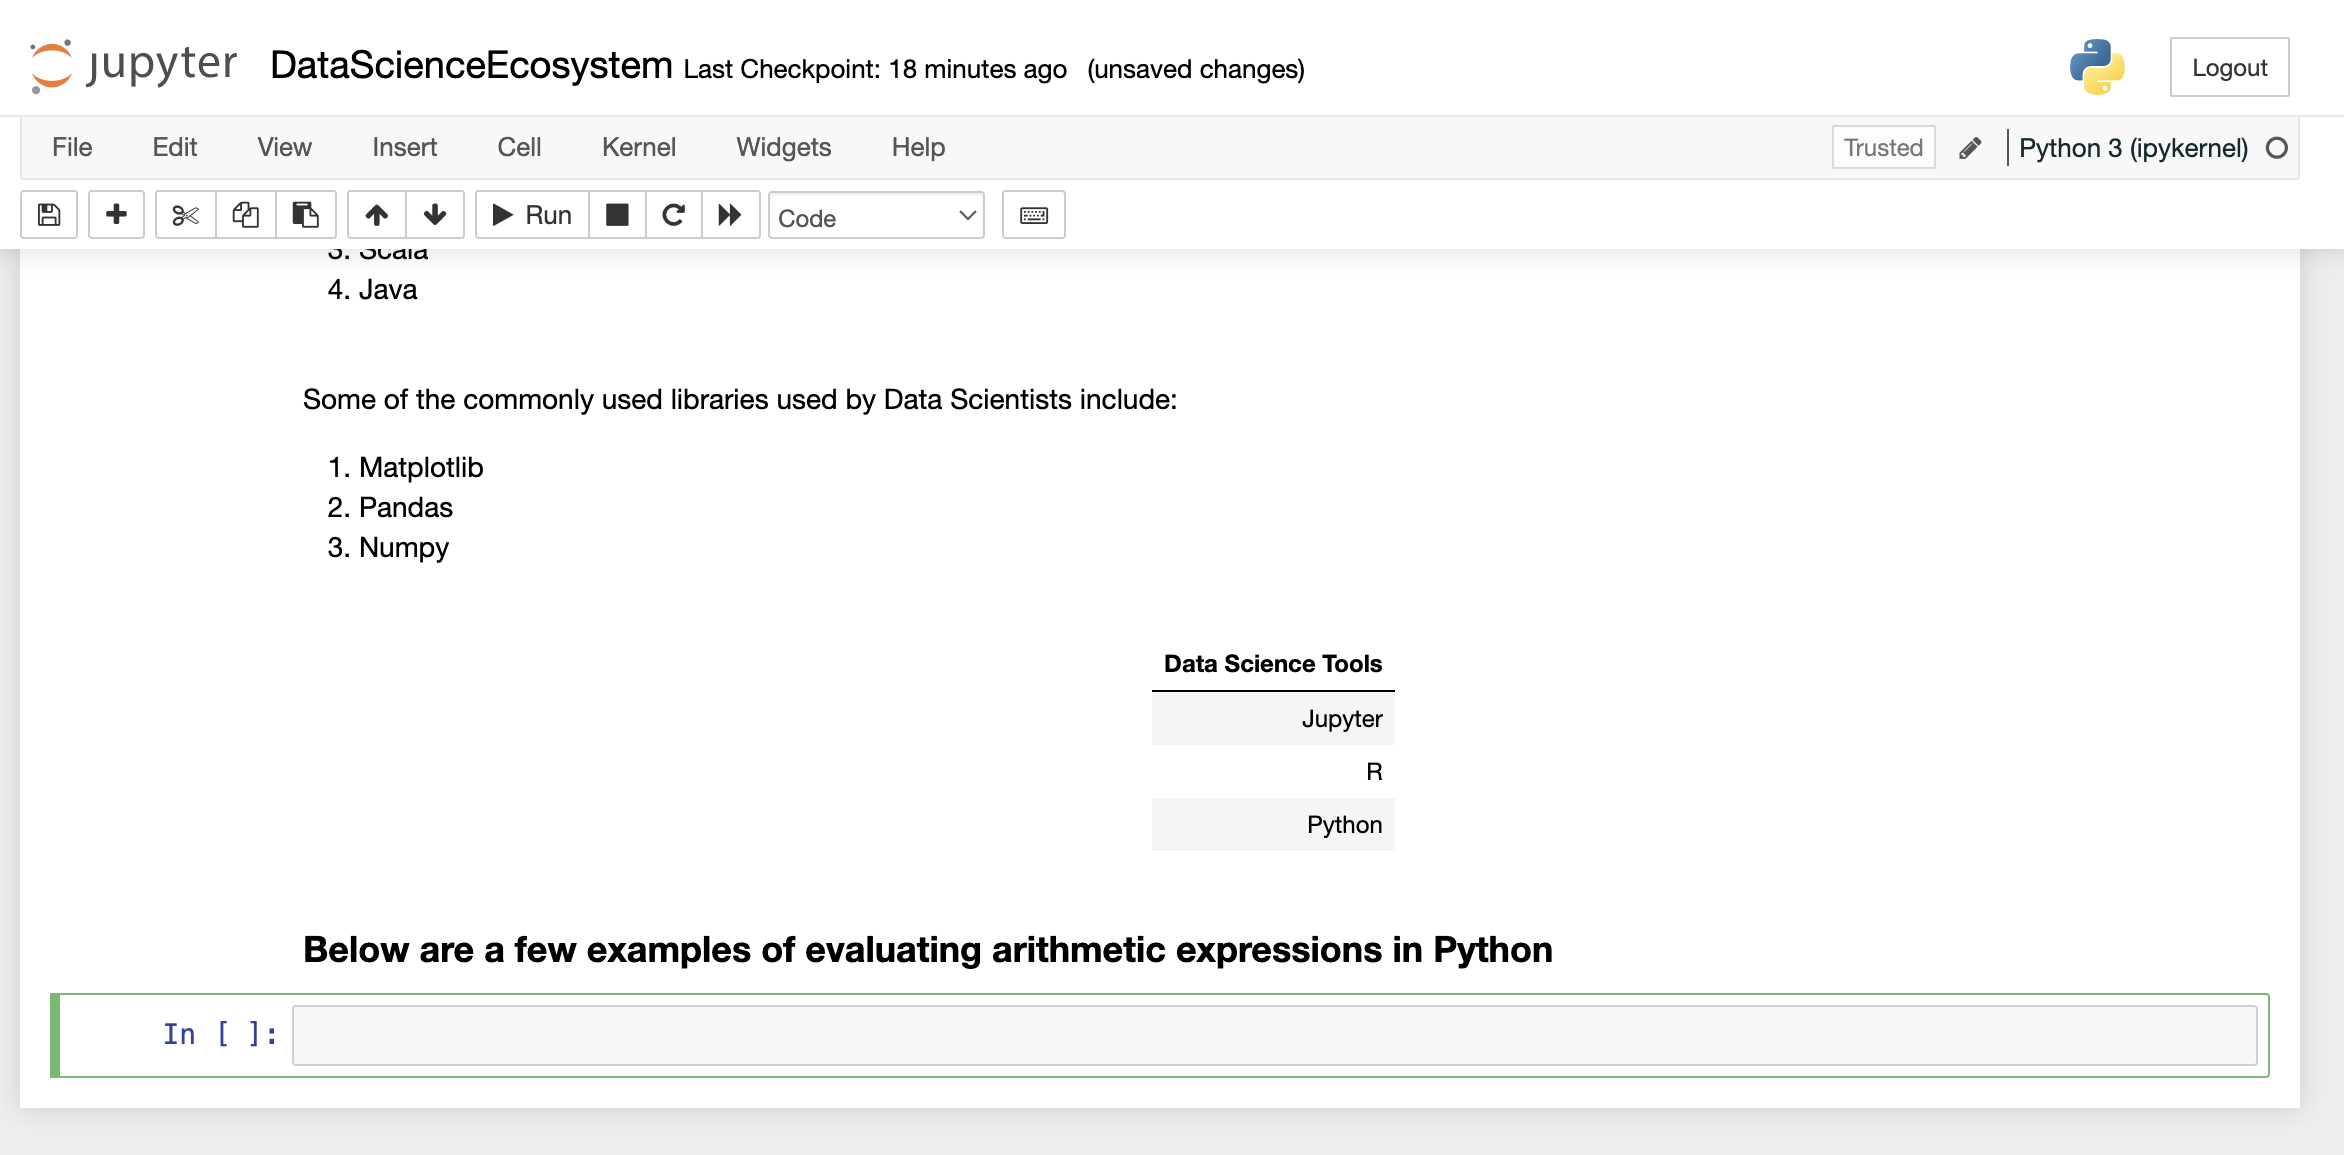 jupyter DataScienceEcosystem Last Checkpoint: 18 minutes ago (unsaved changes) Logout
File Edit View Insert Cell Kernel Widgets Help Trusted Python 3 (ipykernel)
Run Code
3. Scala
4. Java
Some of the commonly used libraries used by Data Scientists include:
1. Matplotlib
2. Pandas
3. Numpy
Data Science Tools
Jupyter
R
Python
Below are a few examples of evaluating arithmetic expressions in Python
In [ ]: